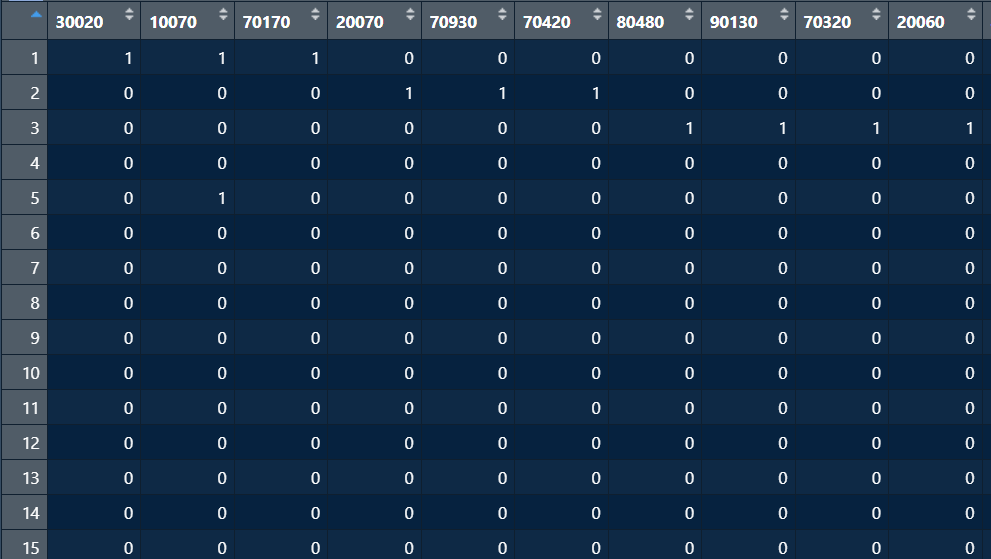 30020 10070 70170 20070 70930 70420 80480 90130 70320 20060
1 1 1 1 0 0 0 0 0 0 0
2 0 0 0 1 1 1 0 0 0 0
3 0 0 0 0 0 0 1 1 1 1
4 0 0 0 0 0 0 0 0 0 0
5 0 1 0 0 0 0 0 0 0 0
6 0 0 0 0 0 0 0 0 0 0
7 0 0 0 0 0 0 0 0 0 0
8 0 0 0 0 0 0 0 0 0 0
9 0 0 0 0 0 0 0 0 0 0
10 0 0 0 0 0 0 0 0 0 0
11 0 0 0 0 0 0 0 0 0 0
12 0 0 0 0 0 0 0 0 0 0
13 0 0 0 0 0 0 0 0 0 0
14 0 0 0 0 0 0 0 0 0 0
15 0 0 0 0 0 0 0 0 0 0